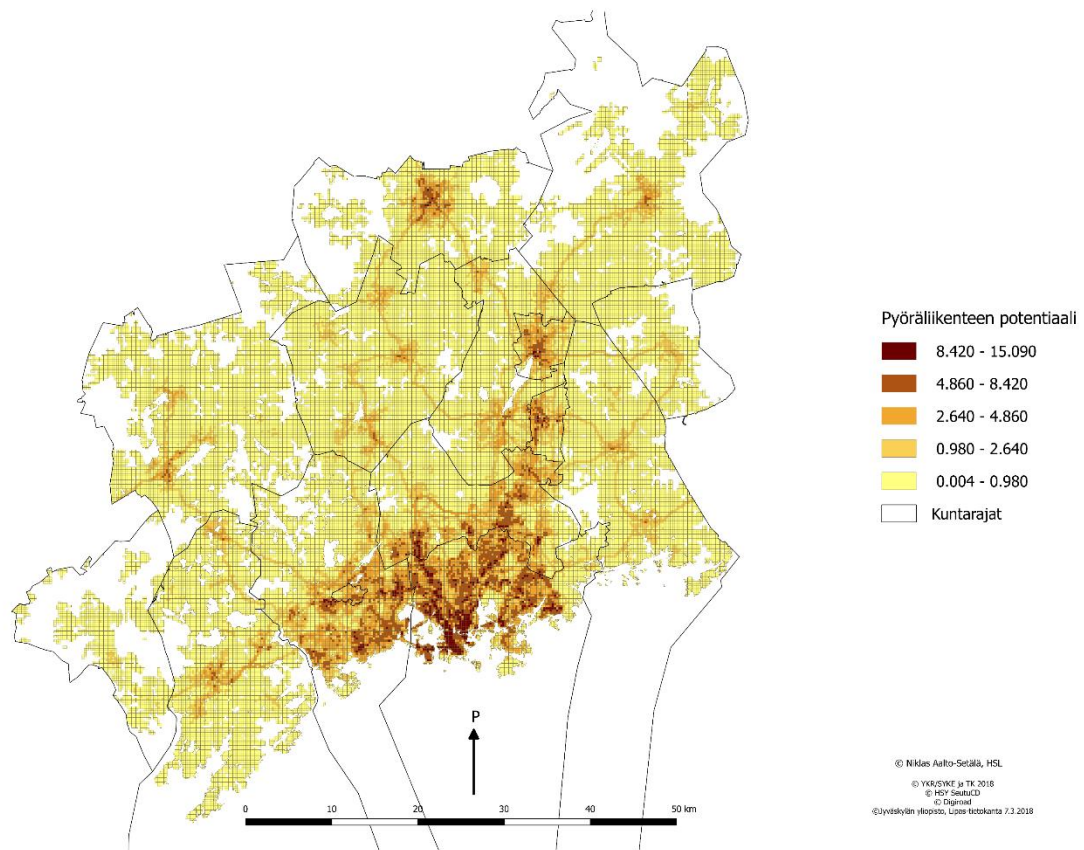 Pyöräliikenteen potentiaali
8.420 - 15.090
4.860 - 8.420
2.640 - 4.860
0.980 - 2.640
0.004 - 0.980
Kuntarajat
P
0 10 20 30 40 50 km
© Niklas Aalto-Setälä, HSL
© YKR/SYKE ja TK 2018
© HSY SeutuCD
© Digiroad
©Jyväskylän yliopisto, Lipas-tietokanta 7.3.2018